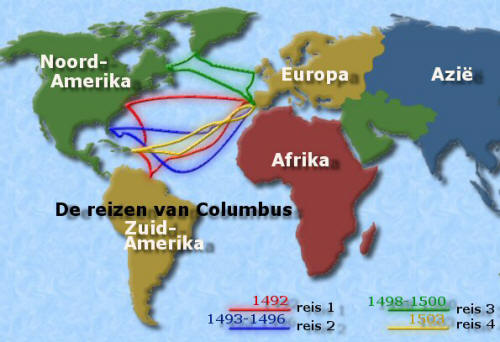 Noord-
Amerika
Europa
Azië
Afrika
De reizen van Columbus
Zuid-
Amerika
1492 reis 1
1493-1496 reis 2
1498-1500 reis 3
1503 reis 4